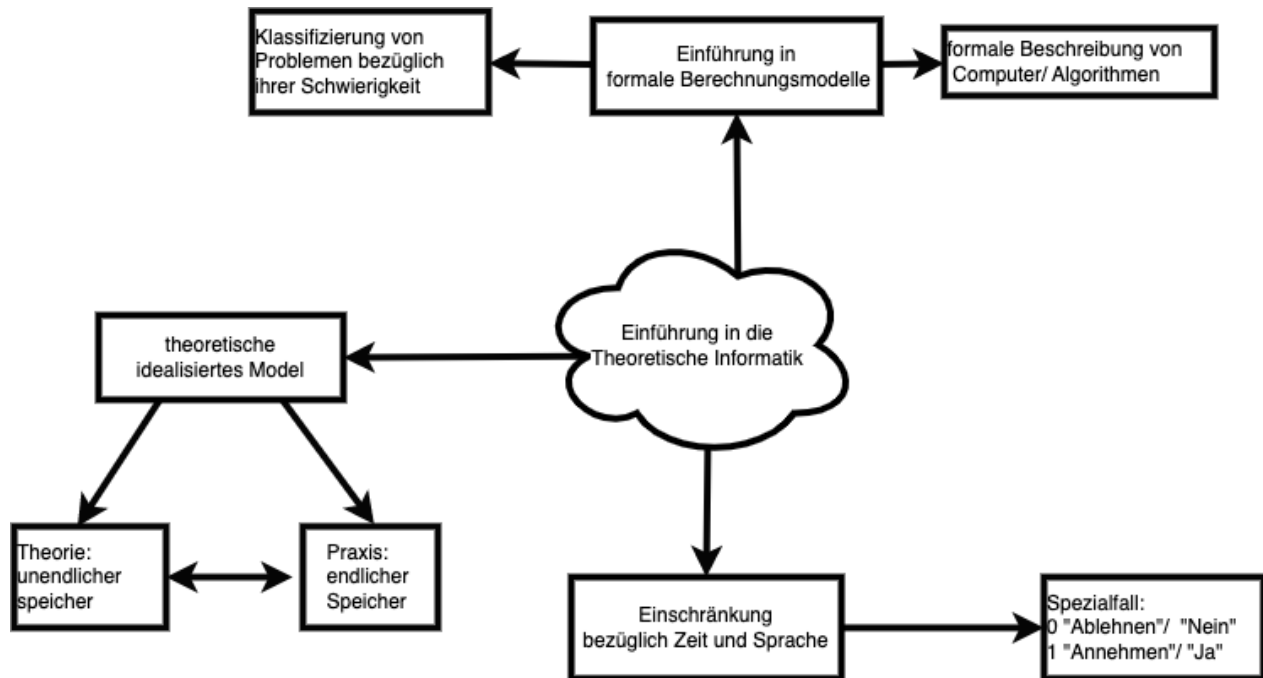 Klassifizierung von
Problemen bezüglich
ihrer Schwierigkeit
Einführung in
formale Berechnungsmodelle
formale Beschreibung von
Computer/ Algorithmen
Einführung in die
Theoretische Informatik
theoretische
idealisiertes Model
Theorie:
unendlicher
speicher
Praxis:
endlicher
Speicher
Einschränkung
bezüglich Zeit und Sprache
Spezialfall:
0 "Ablehnen"/ "Nein"
1 "Annehmen"/ "Ja"